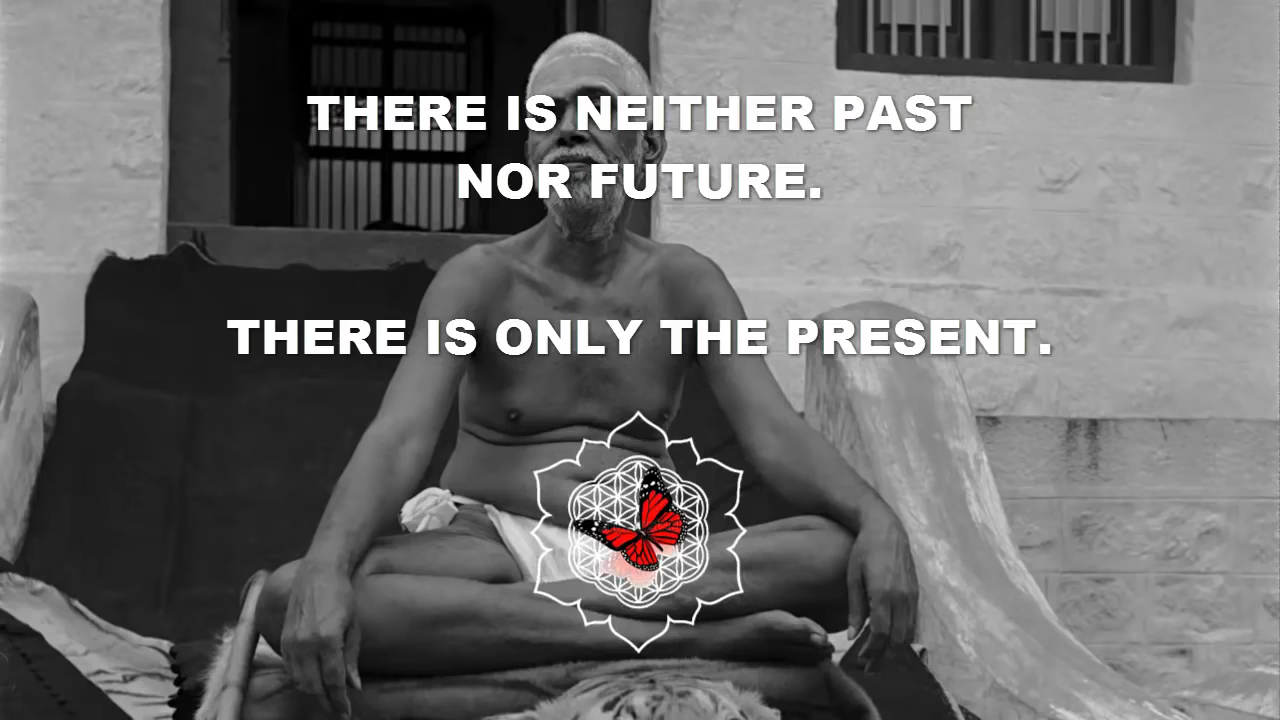 THERE IS NEITHER PAST
NOR FUTURE.
THERE IS ONLY THE PRESENT.